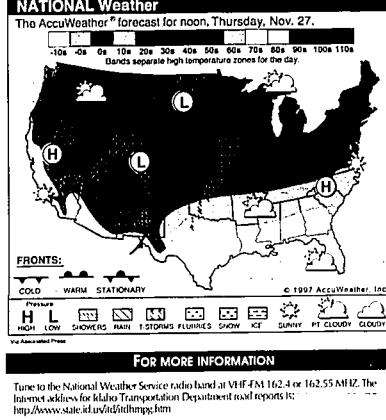 NATIONAL Weather
The AccuWeather® forecast for noon, Thursday, Nov. 27.
-10s -0s 0s 10s 20s 30s 40s 50s 60s 70s 80s 90s 100s 110s
Bands separate high temperature zones for the day.
L
H
L
H
FRONTS:
COLD WARM STATIONARY
© 1997 AccuWeather, Inc
Pressure
H L
HIGH LOW SHOWERS RAIN T-STORMS FLURRIES SNOW ICE SUNNY PT. CLOUDY CLOUDY
Via Associated Press
FOR MORE INFORMATION
Tune to the National Weather Service radio band at VHF-FM 162.4 or 162.55 MHZ. The
Internet address for Idaho Transportation Department road reports is:
http://www.state.id.us/itd/itdhmpg.htm